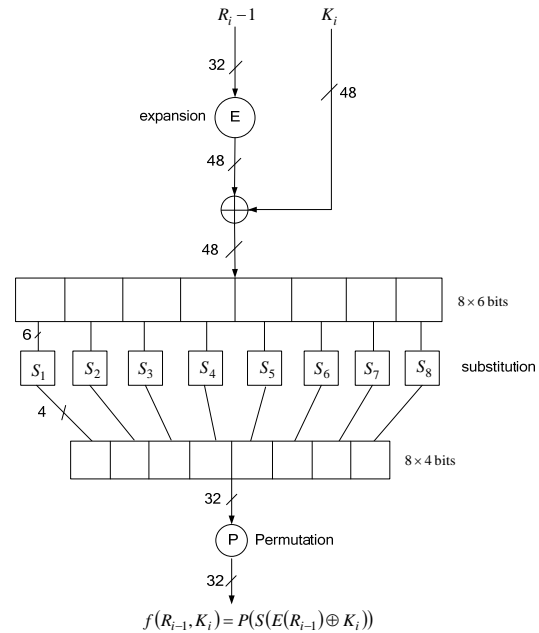 R_i-1 K_i
32
48
expansion E
48
48
8 × 6 bits
6
S_1 S_2 S_3 S_4 S_5 S_6 S_7 S_8 substitution
4
8 × 4 bits
32
P Permutation
32
f(R_{i-1}, K_i) = P(S(E(R_{i-1}) ⊕ K_i))